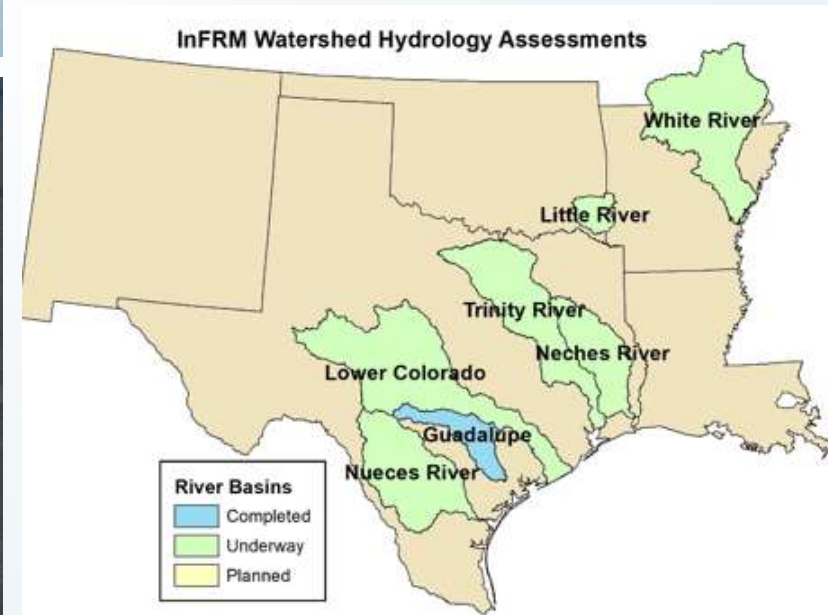 InFRM Watershed Hydrology Assessments
White River
Little River
Trinity River
Neches River
Lower Colorado
Guadalupe
Nueces River
River Basins
Completed
Underway
Planned